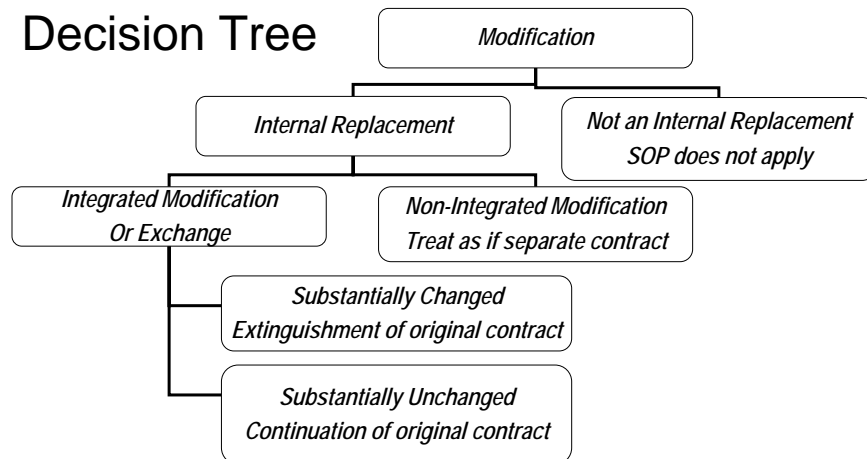 Decision Tree
Modification
Internal Replacement
Not an Internal Replacement
SOP does not apply
Integrated Modification
Or Exchange
Non-Integrated Modification
Treat as if separate contract
Substantially Changed
Extinguishment of original contract
Substantially Unchanged
Continuation of original contract